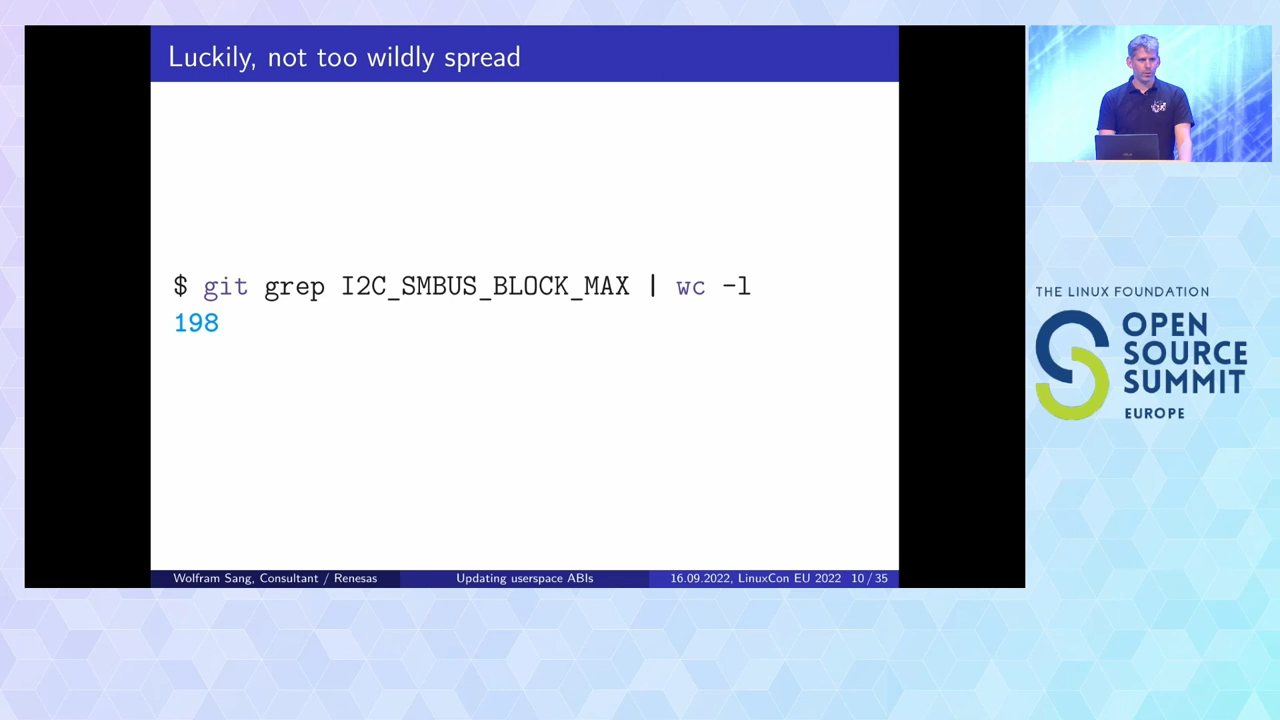 Luckily, not too wildly spread
$ git grep I2C_SMBUS_BLOCK_MAX | wc -l
198
Wolfram Sang, Consultant / Renesas
Updating userspace ABIs
16.09.2022, LinuxCon EU 2022 10 / 35
THE LINUX FOUNDATION
OPEN
SOURCE
SUMMIT
EUROPE